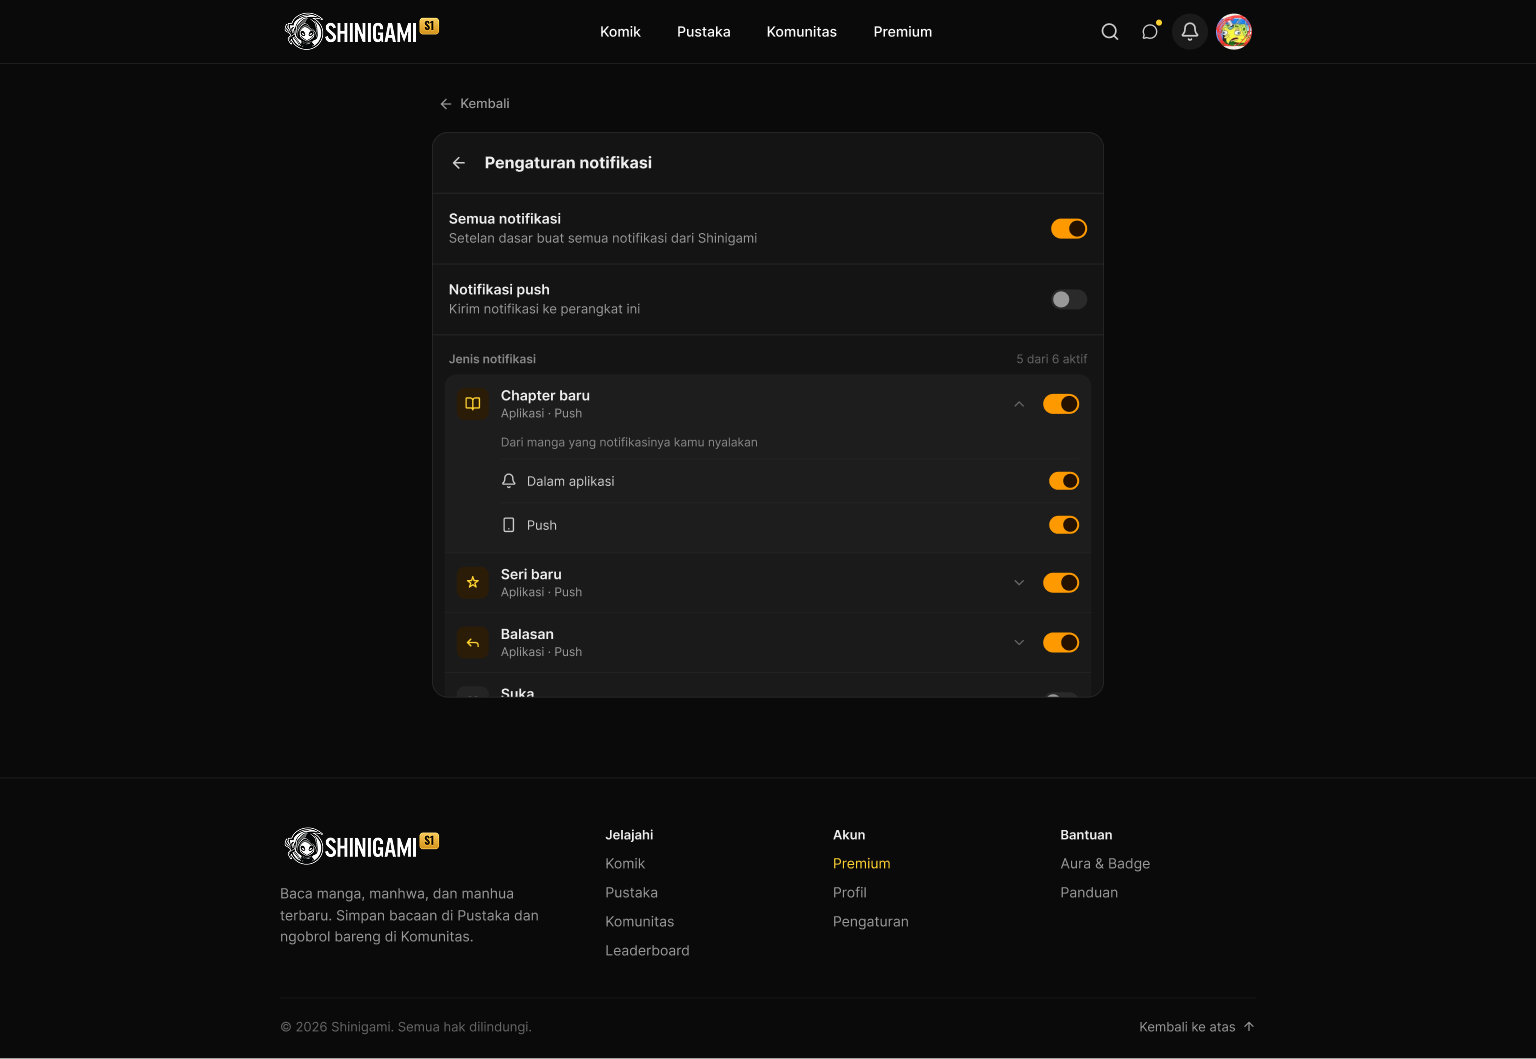 SHINIGAMI S1
Komik
Pustaka
Komunitas
Premium
Kembali
Pengaturan notifikasi
Semua notifikasi
Setelan dasar buat semua notifikasi dari Shinigami
Notifikasi push
Kirim notifikasi ke perangkat ini
Jenis notifikasi
5 dari 6 aktif
Chapter baru
Aplikasi · Push
Dari manga yang notifikasinya kamu nyalakan
Dalam aplikasi
Push
Seri baru
Aplikasi · Push
Balasan
Aplikasi · Push
Suka
SHINIGAMI S1
Baca manga, manhwa, dan manhua
terbaru. Simpan bacaan di Pustaka dan
ngobrol bareng di Komunitas.
Jelajahi
Komik
Pustaka
Komunitas
Leaderboard
Akun
Premium
Profil
Pengaturan
Bantuan
Aura & Badge
Panduan
© 2026 Shinigami. Semua hak dilindungi.
Kembali ke atas